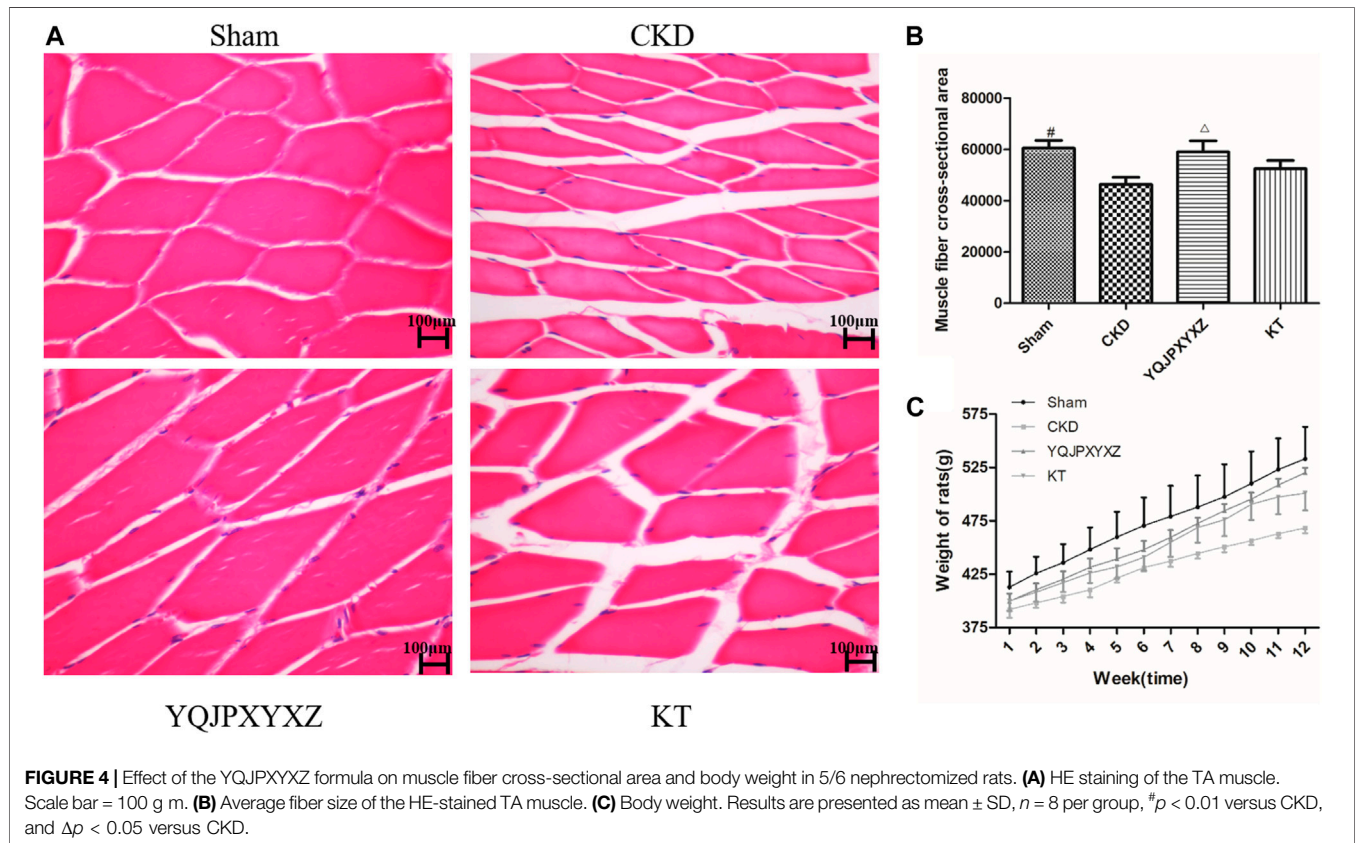 A
Sham
CKD
100μm
100μm
100μm
100μm
YQJPXYXZ
KT
B
Muscle fiber cross-sectional area
80000
60000
40000
20000
0
#
△
Sham
CKD
YQJPXYXZ
KT
C
Sham
CKD
YQJPXYXZ
KT
Weight of rats(g)
575
525
475
425
375
1 2 3 4 5 6 7 8 9 10 11 12
Week(time)
FIGURE 4 | Effect of the YQJPXYXZ formula on muscle fiber cross-sectional area and body weight in 5/6 nephrectomized rats. (A) HE staining of the TA muscle.
Scale bar = 100 g m. (B) Average fiber size of the HE-stained TA muscle. (C) Body weight. Results are presented as mean ± SD, n = 8 per group, #p < 0.01 versus CKD,
and Δp < 0.05 versus CKD.